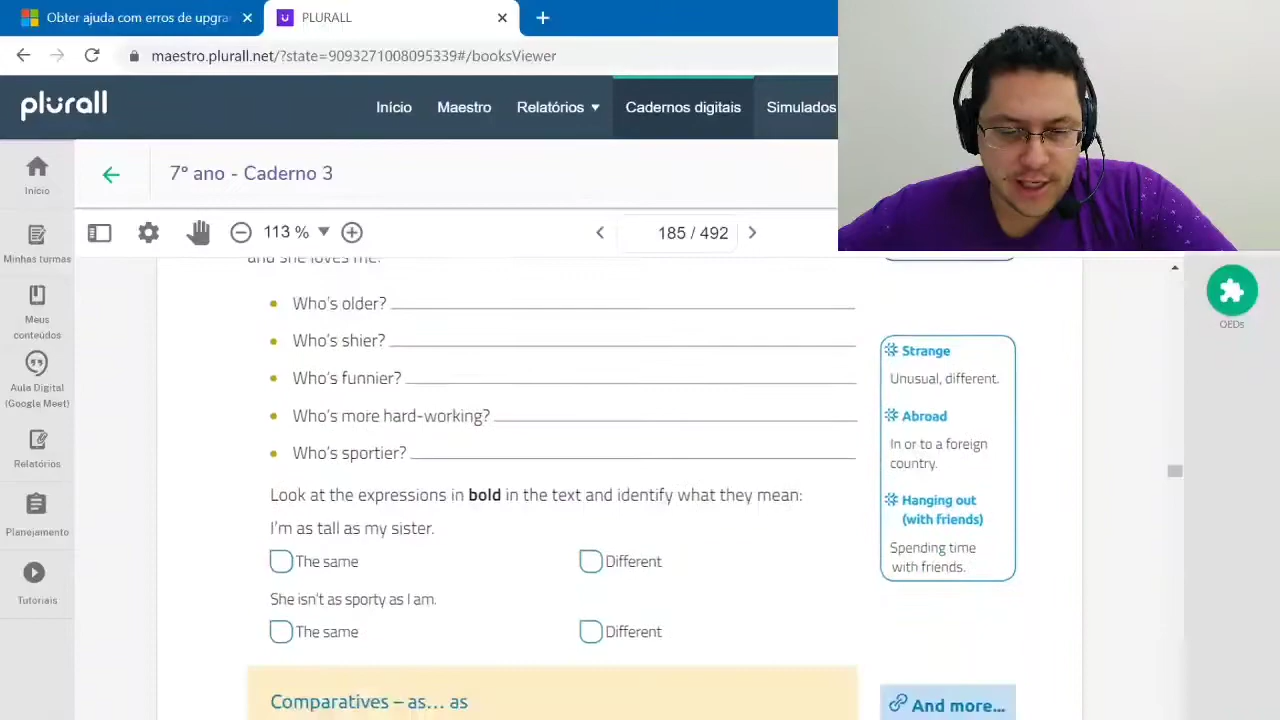 Obter ajuda com erros de upgra
PLURALL
maestro.plurall.net/?state=9093271008095339#/booksViewer
plurall
Início
Maestro
Relatórios
Cadernos digitais
Simulados
Início
Minhas turmas
Meus
conteúdos
Aula Digital
(Google Meet)
Relatórios
Planejamento
Tutoriais
7º ano - Caderno 3
113 %
185 / 492
and she loves me.
Who's older?
Who's shier?
Who's funnier?
Who's more hard-working?
Who's sportier?
Look at the expressions in bold in the text and identify what they mean:
I'm as tall as my sister.
The same
Different
She isn't as sporty as I am.
The same
Different
Comparatives – as... as
Strange
Unusual, different.
Abroad
In or to a foreign
country.
Hanging out
(with friends)
Spending time
with friends.
And more...
OEDs